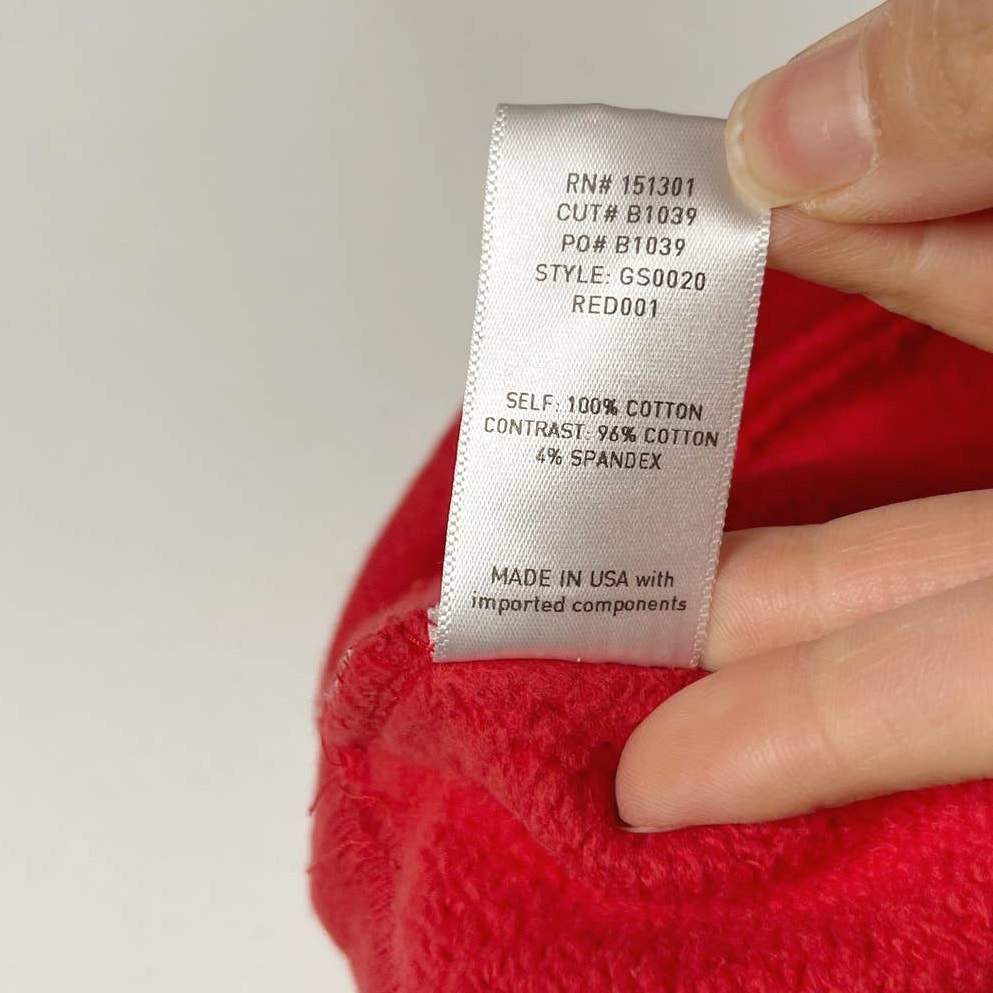 RN# 151301
CUT# B1039
PO# B1039
STYLE: GS0020
RED001
SELF: 100% COTTON
CONTRAST: 96% COTTON
4% SPANDEX
MADE IN USA with
imported components